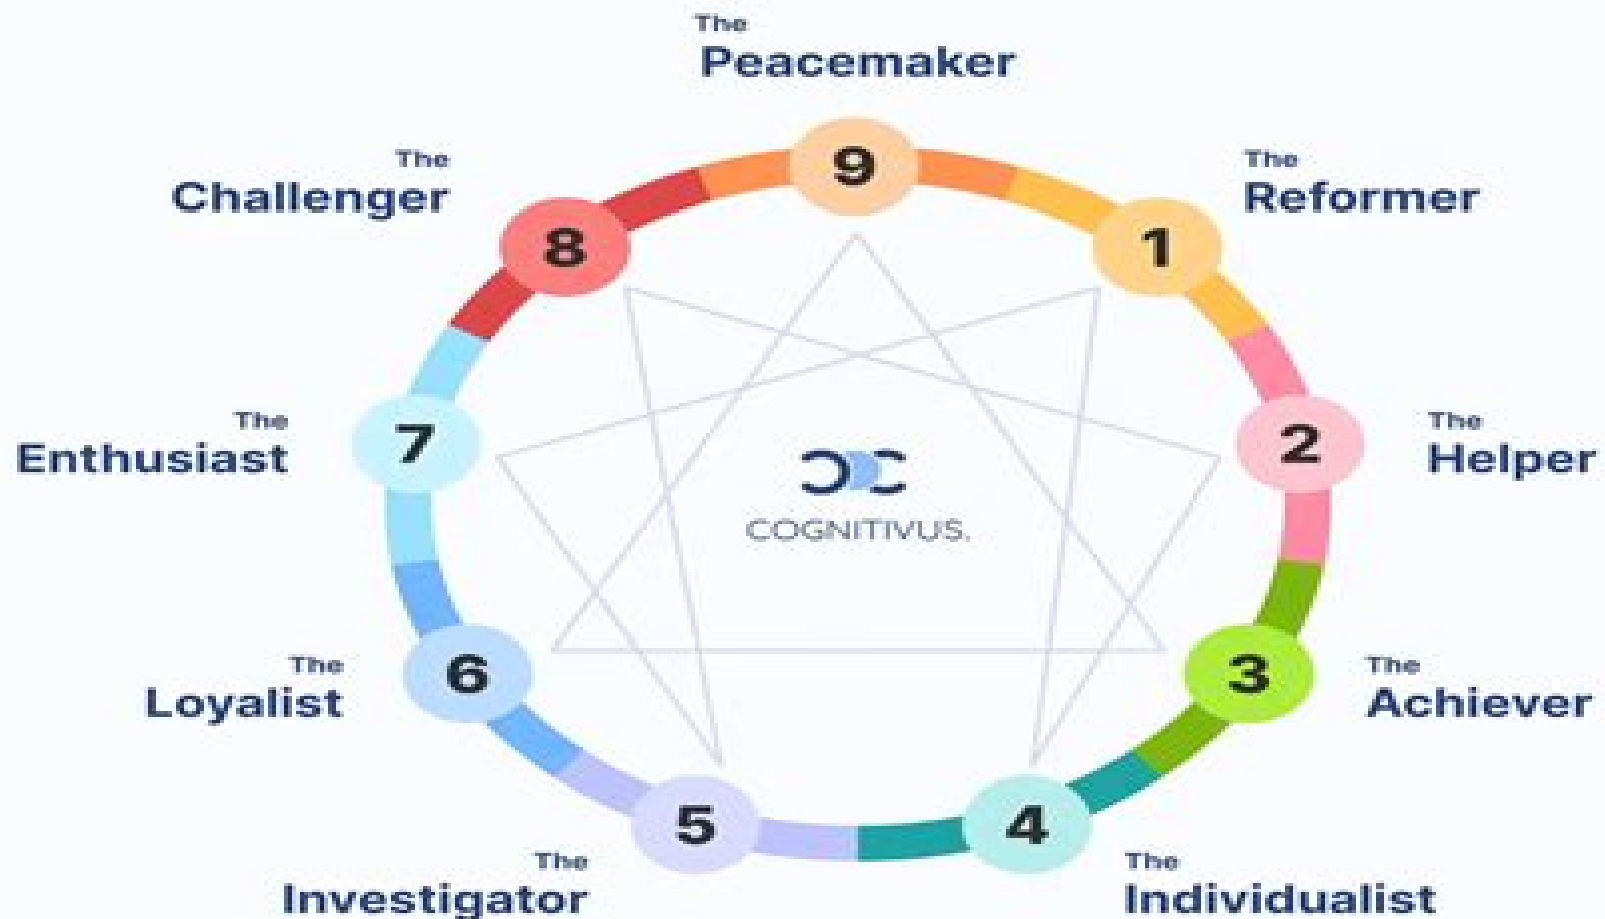 The
Peacemaker
9
The
Challenger
8
The
Reformer
1
The
Enthusiast
7
The
Helper
2
COGNITIVUS.
The
Loyalist
6
The
Achiever
3
The
Investigator
5
The
Individualist
4